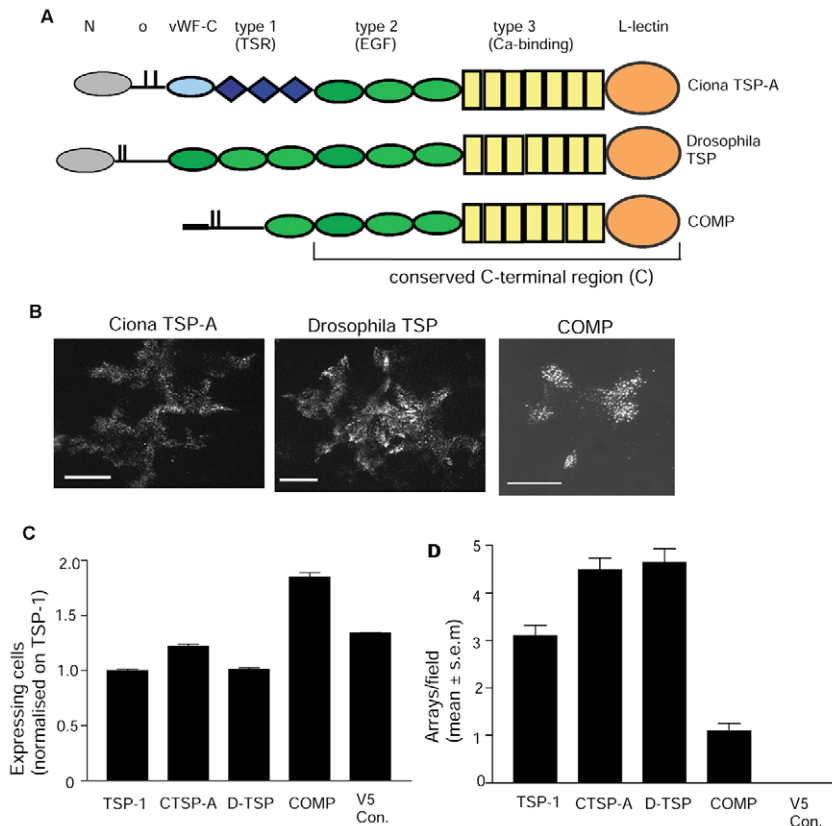 A
N o vWF-C type 1 type 2 type 3 L-lectin
(TSR) (EGF) (Ca-binding)
Ciona TSP-A
Drosophila
TSP
COMP
conserved C-terminal region (C)
B
Ciona TSP-A Drosophila TSP COMP
C
Expressing cells
(normalised on TSP-1)
2.0
1.5
1.0
0.5
0
TSP-1 CTSP-A D-TSP COMP V5
Con.
D
Arrays/field
(mean ± s.e.m)
5
4
3
2
1
0
TSP-1 CTSP-A D-TSP COMP V5
Con.